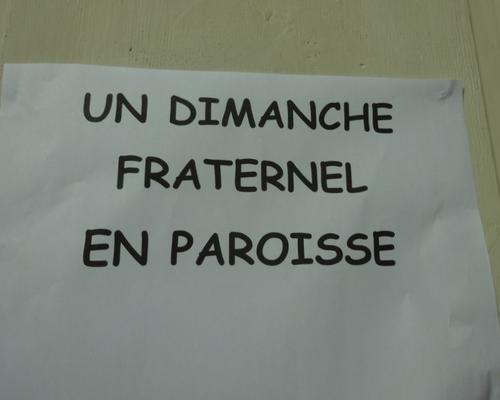 UN DIMANCHE
FRATERNEL
EN PAROISSE